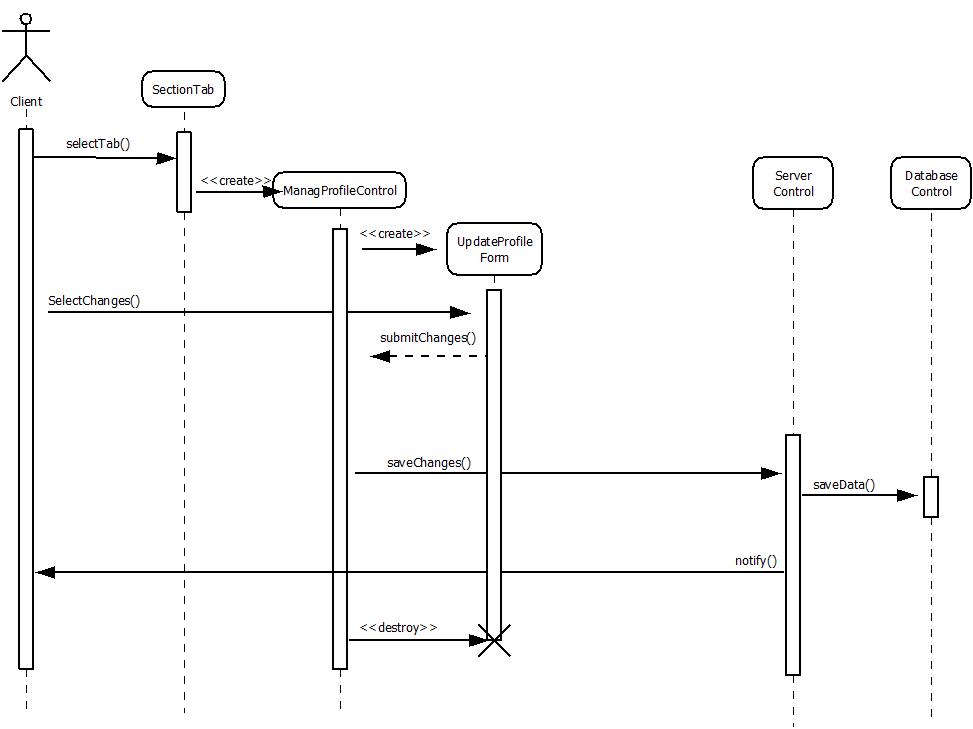 Client
SectionTab
selectTab()
<<create>>
ManagProfileControl
Server
Control
Database
Control
<<create>>
UpdateProfile
Form
SelectChanges()
submitChanges()
saveChanges()
saveData()
notify()
<<destroy>>